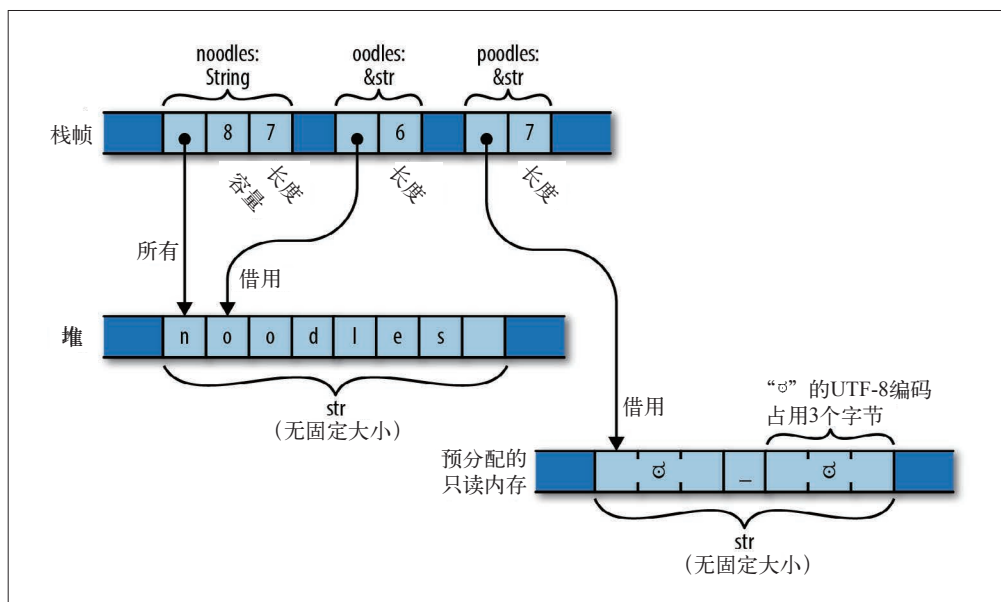 noodles:
String
oodles:
&str
poodles:
&str
栈帧
8
7
6
7
容量
长度
长度
长度
所有
借用
堆
n o o d l e s
str
（无固定大小）
借用
“ಠ”的UTF-8编码
占用3个字节
预分配的
只读内存
ಠ _ ಠ
str
（无固定大小）